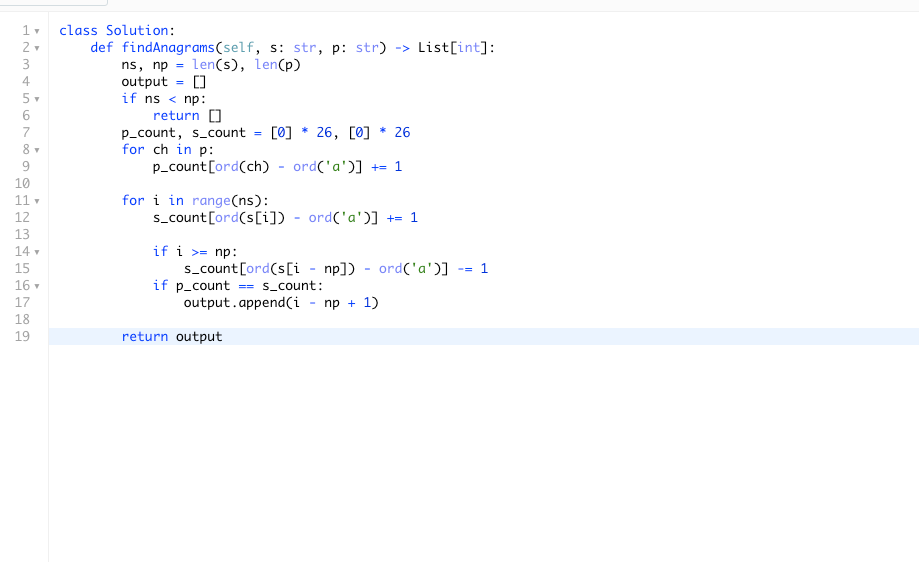 1 class Solution:
2     def findAnagrams(self, s: str, p: str) -> List[int]:
3         ns, np = len(s), len(p)
4         output = []
5         if ns < np:
6             return []
7         p_count, s_count = [0] * 26, [0] * 26
8         for ch in p:
9             p_count[ord(ch) - ord('a')] += 1
10
11         for i in range(ns):
12             s_count[ord(s[i]) - ord('a')] += 1
13
14             if i >= np:
15                 s_count[ord(s[i - np]) - ord('a')] -= 1
16             if p_count == s_count:
17                 output.append(i - np + 1)
18
19         return output